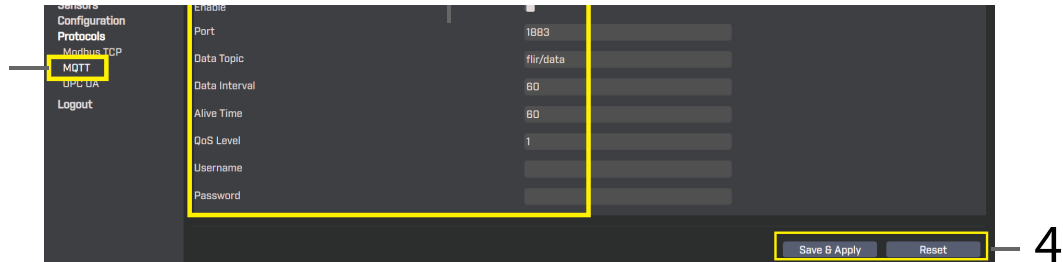 Sensors
Enable
Configuration
Protocols
Port 1883
Modbus TCP
Data Topic flir/data
MQTT
OPC UA
Data Interval 60
Logout
Alive Time 60
QoS Level 1
Username
Password
Save & Apply Reset
4